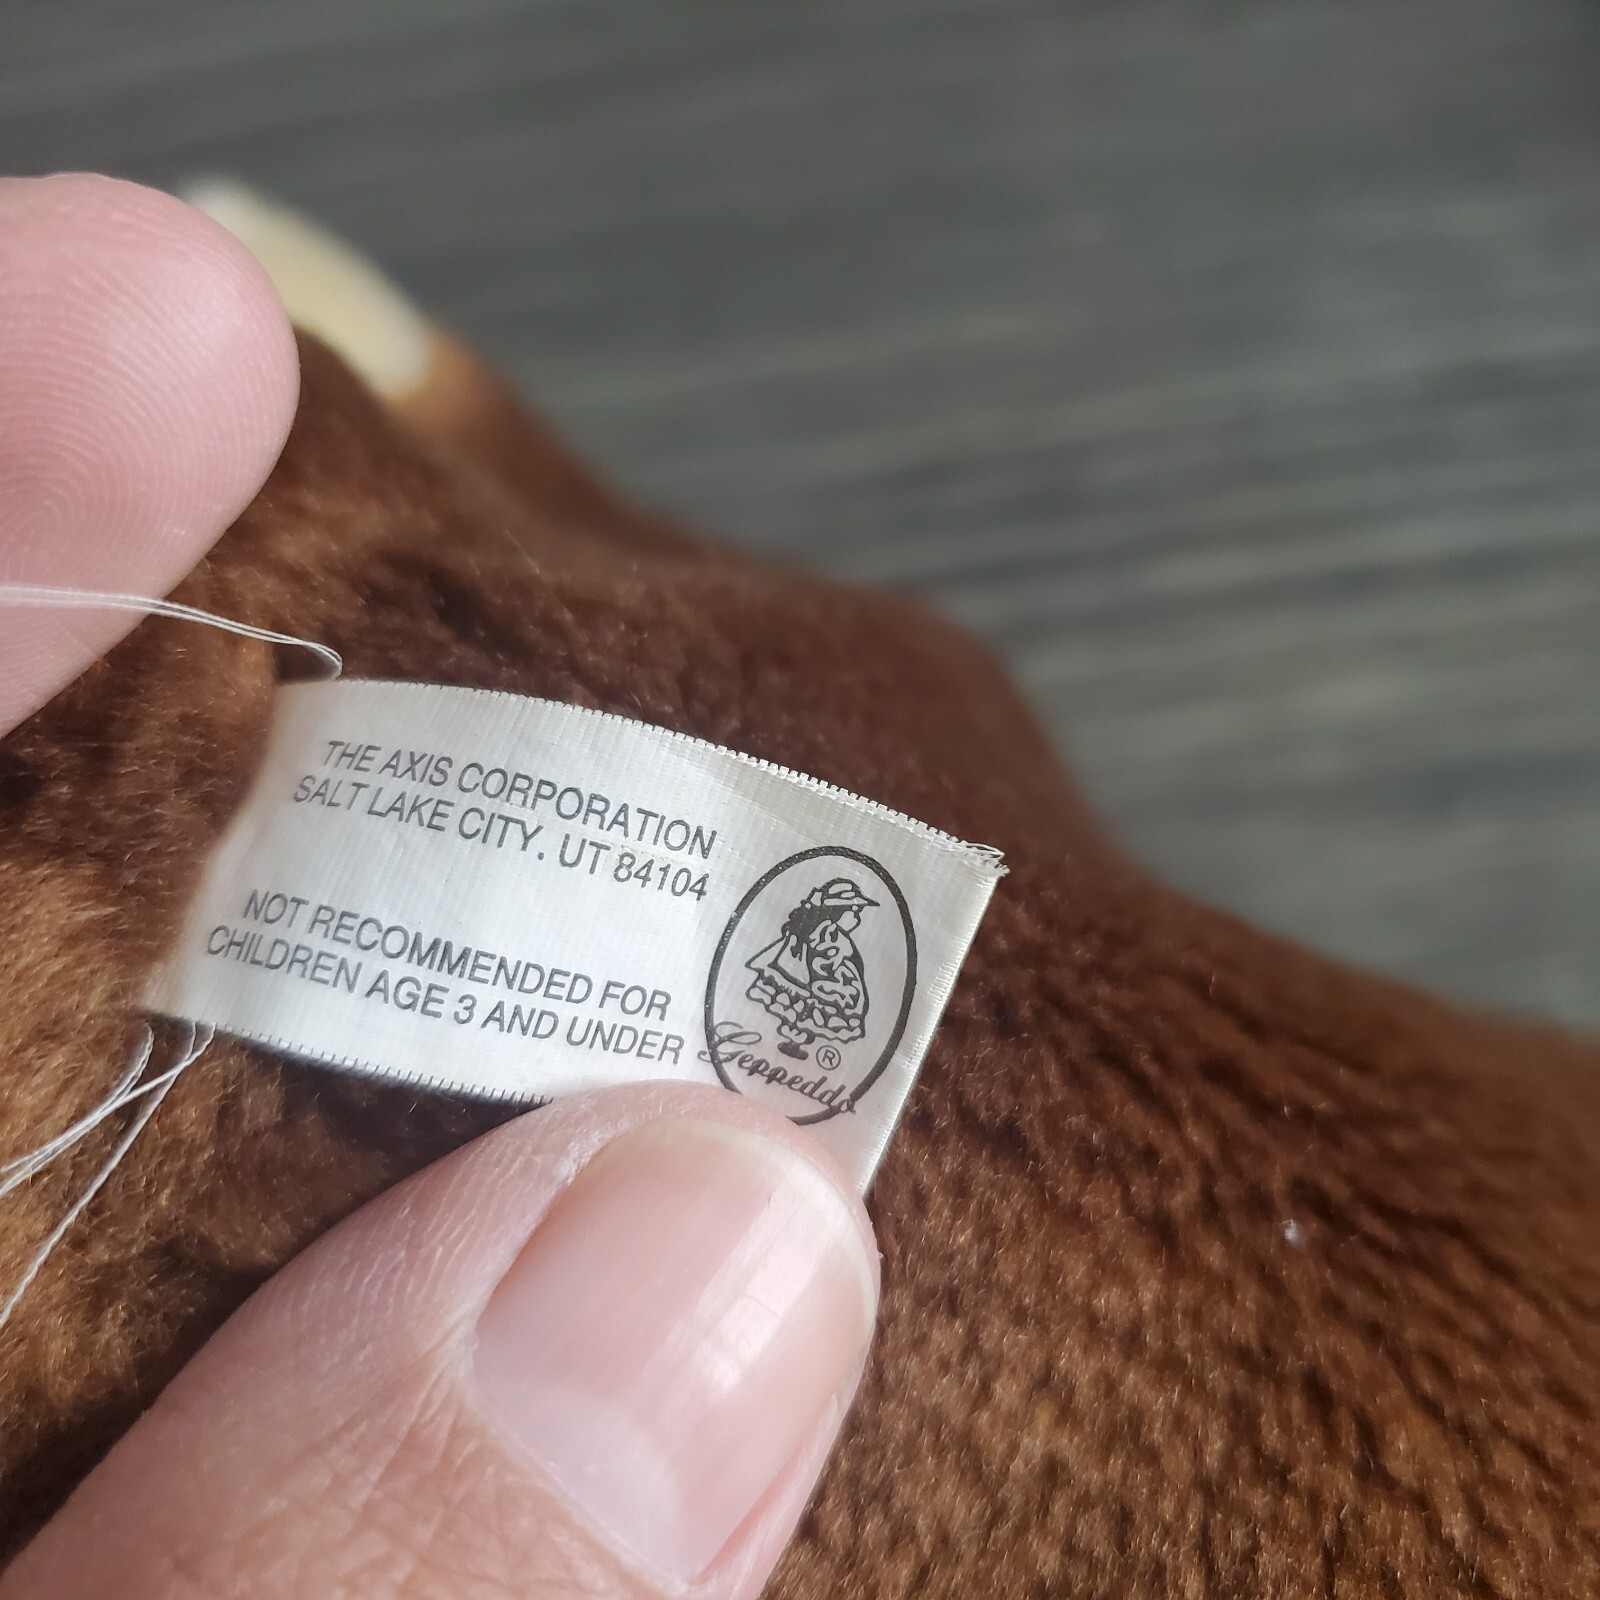 THE AXIS CORPORATION
SALT LAKE CITY. UT 84104
NOT RECOMMENDED FOR
CHILDREN AGE 3 AND UNDER
Geppeddo
®